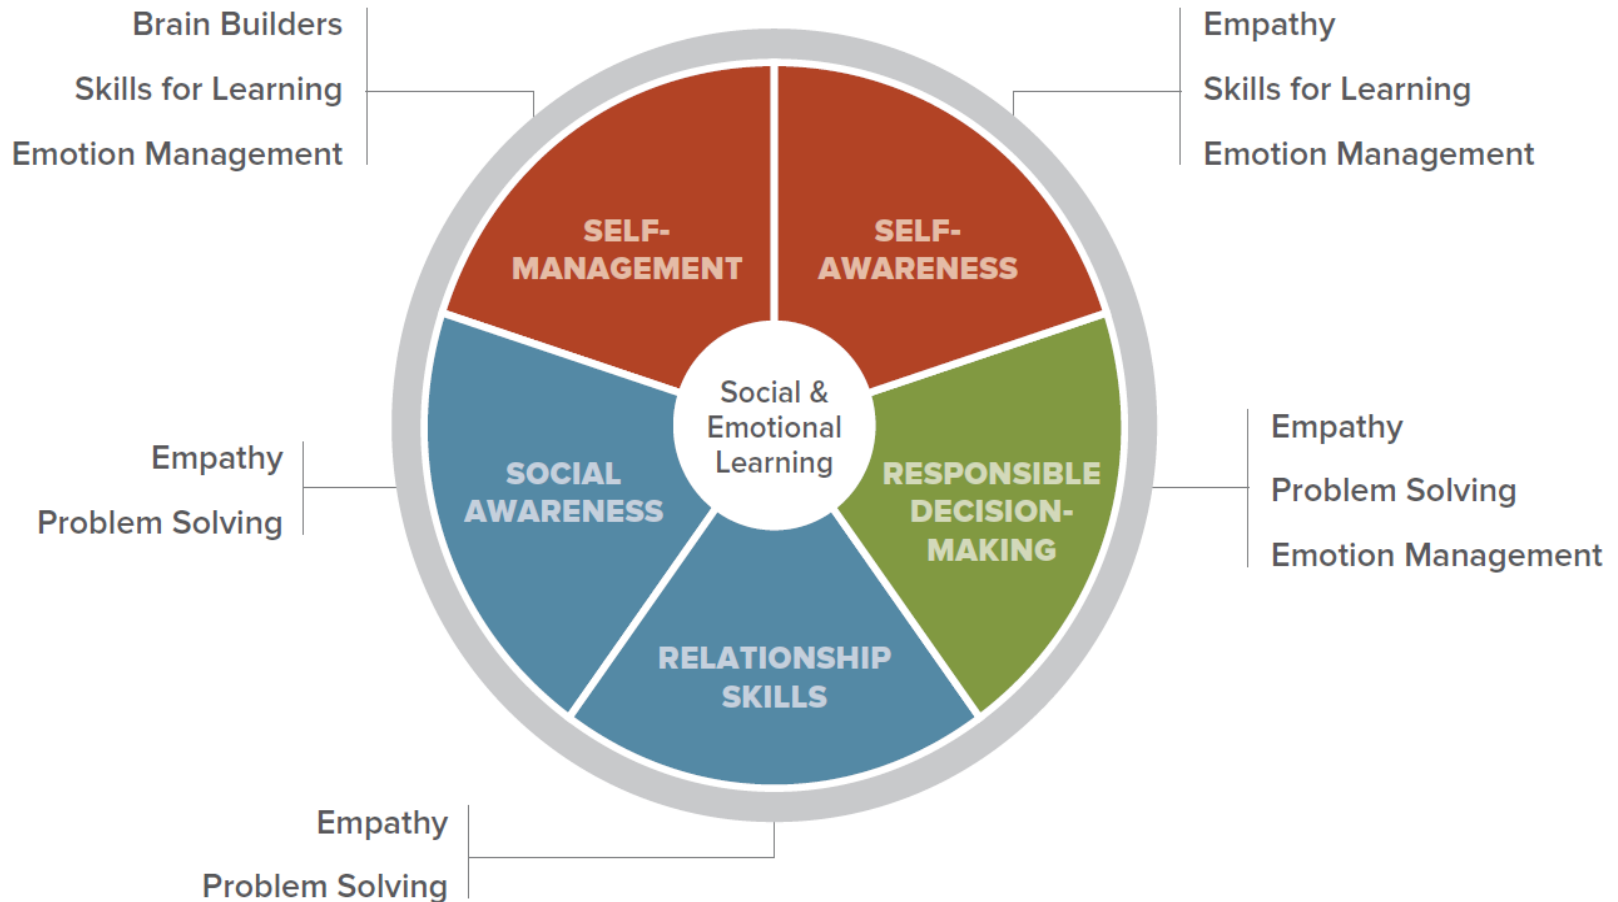 Brain Builders
Skills for Learning
Emotion Management
Empathy
Skills for Learning
Emotion Management
SELF-
MANAGEMENT
SELF-
AWARENESS
Social &
Emotional
Learning
SOCIAL
AWARENESS
RESPONSIBLE
DECISION-
MAKING
RELATIONSHIP
SKILLS
Empathy
Problem Solving
Empathy
Problem Solving
Emotion Management
Empathy
Problem Solving